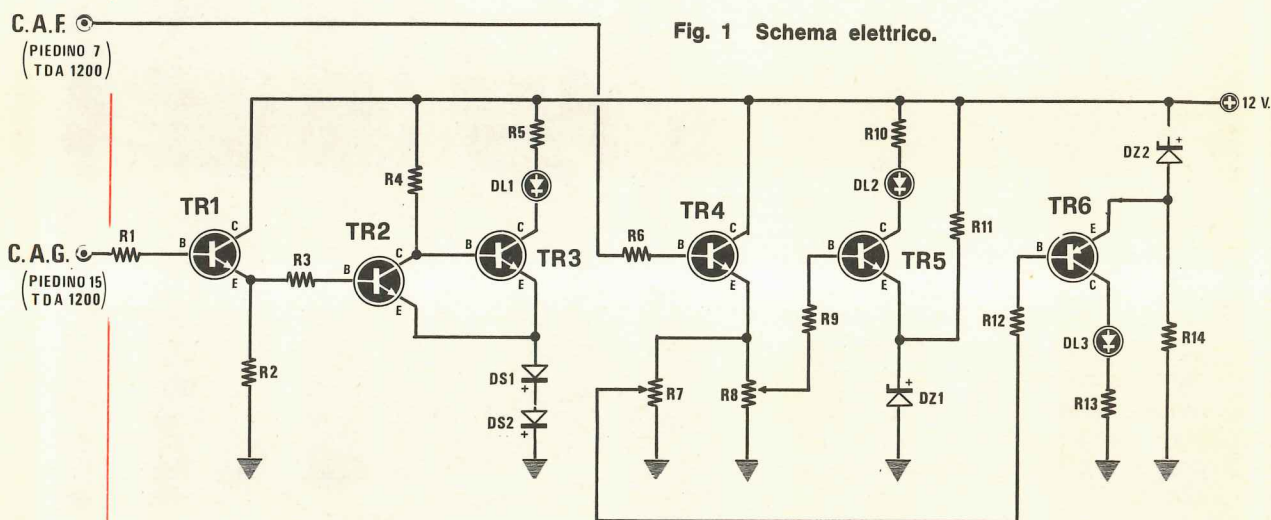 Fig. 1 Schema elettrico.
C.A.F.
(PIEDINO 7
TDA 1200)
12 V.
R5
R10
DZ2
R4
DL1
DL2
TR1
C
B
E
TR2
C
B
E
C
B
E
TR3
TR4
C
B
E
C
B
E
TR5
R11
TR6
E
B
C
C.A.G.
R1
(PIEDINO 15
TDA 1200)
R3
R6
R9
R12
R2
DS1
+
DS2
+
R7
R8
DZ1
+
DL3
R13
R14
+